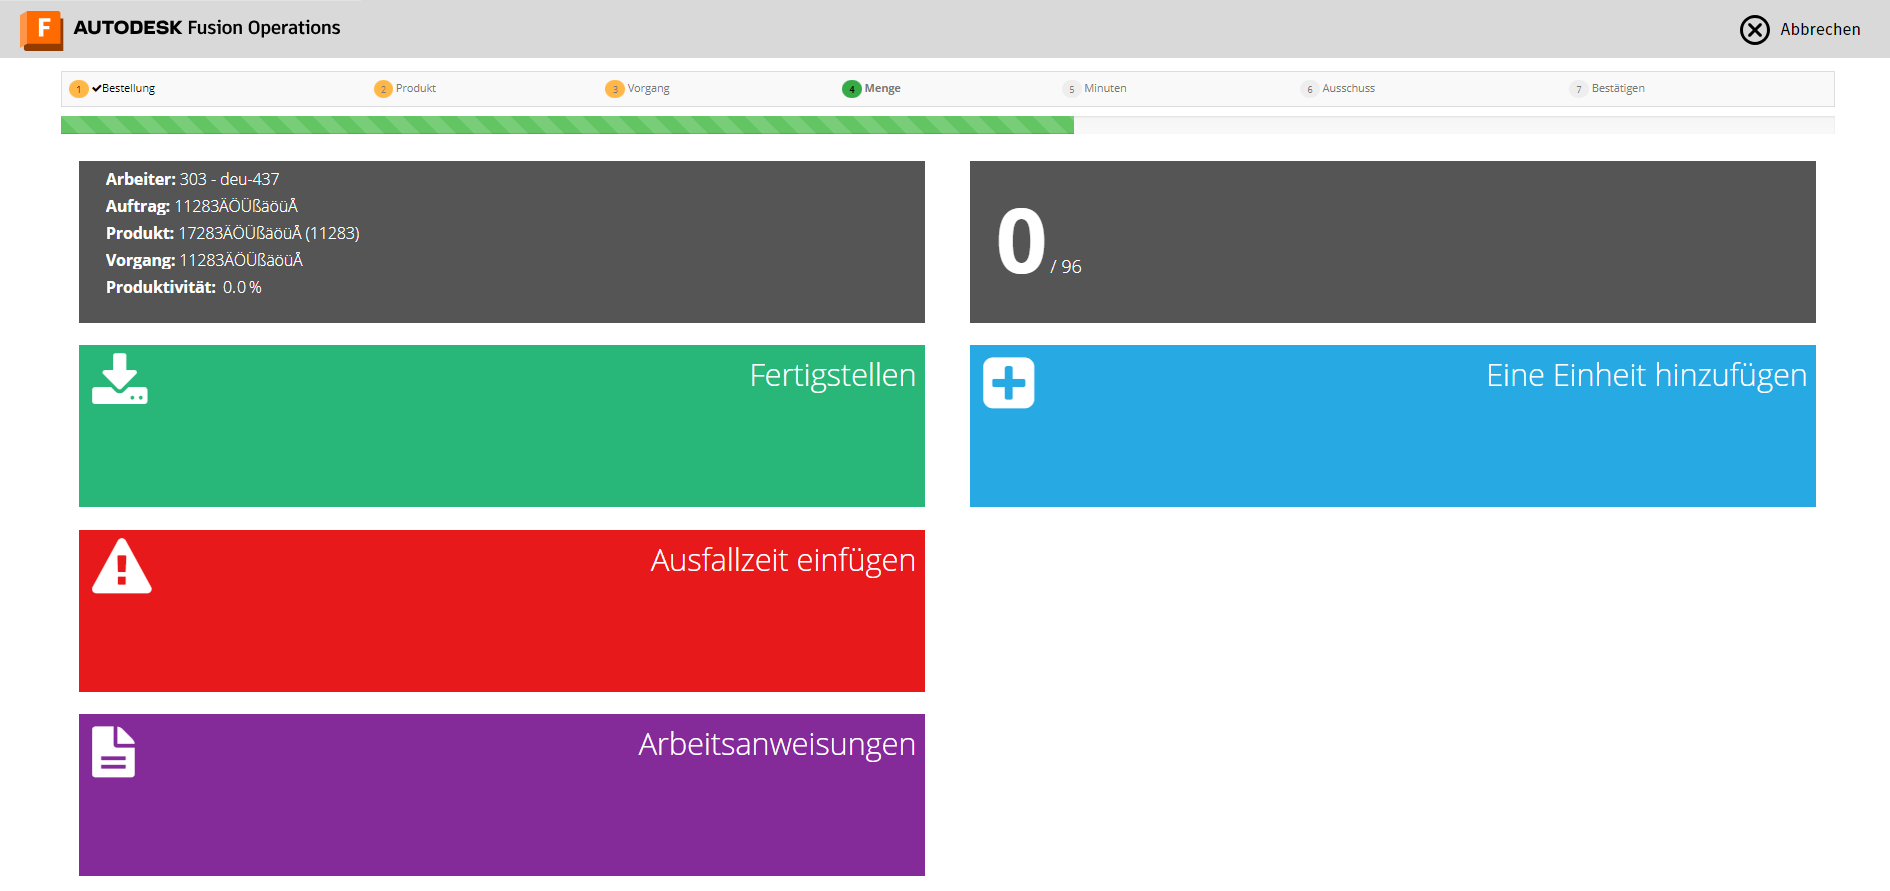 F AUTODESK Fusion Operations
Abbrechen
1 Bestellung 2 Produkt 3 Vorgang 4 Menge 5 Minuten 6 Ausschuss 7 Bestätigen
Arbeiter: 303 - deu-437
Auftrag: 11283ÄÖÜßäöüÅ
Produkt: 17283ÄÖÜßäöüÅ (11283)
Vorgang: 11283ÄÖÜßäöüÅ
Produktivität: 0.0 %
0 / 96
Fertigstellen
Eine Einheit hinzufügen
Ausfallzeit einfügen
Arbeitsanweisungen